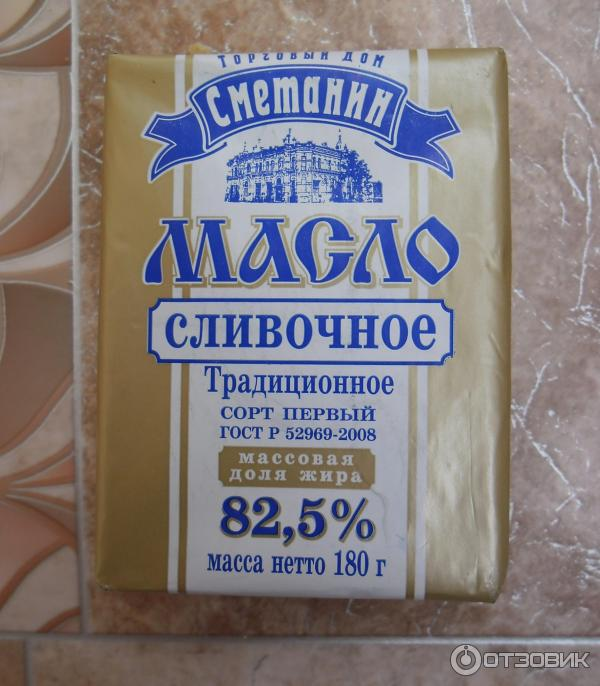 ТОРГОВЫЙ ДОМ
Сметанин
МАСЛО
СЛИВОЧНОЕ
Традиционное
СОРТ ПЕРВЫЙ
ГОСТ Р 52969-2008
массовая
доля жира
82,5%
масса нетто 180 г
ОТЗОВИК